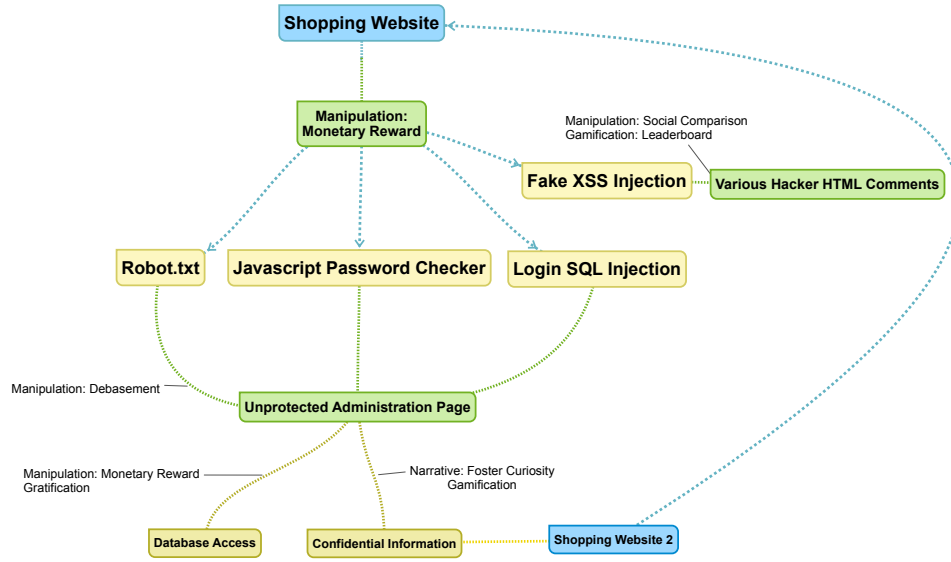 Shopping Website
Manipulation:
Monetary Reward
Manipulation: Social Comparison
Gamification: Leaderboard
Fake XSS Injection
Various Hacker HTML Comments
Robot.txt
Javascript Password Checker
Login SQL Injection
Manipulation: Debasement
Unprotected Administration Page
Manipulation: Monetary Reward
Gratification
Narrative: Foster Curiosity
Gamification
Database Access
Confidential Information
Shopping Website 2